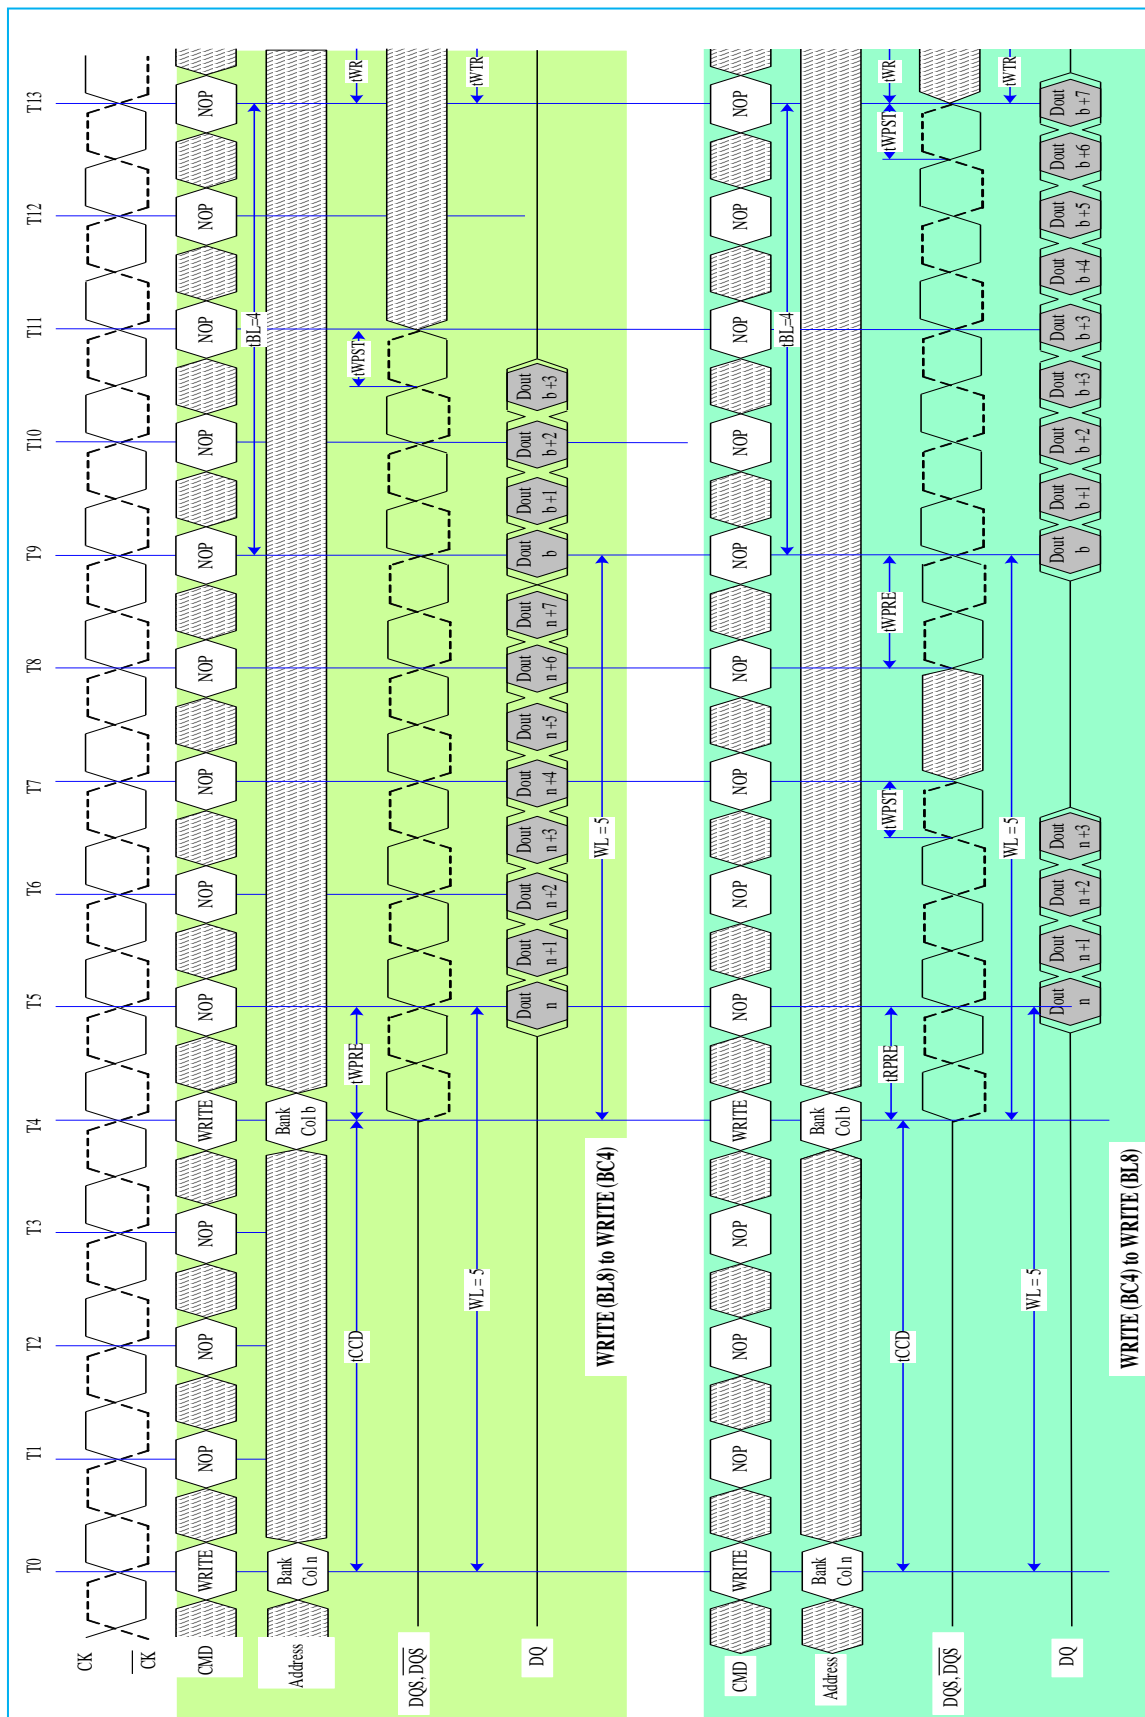 T0 T1 T2 T3 T4 T5 T6 T7 T8 T9 T10 T11 T12 T13
CK
CK
CMD WRITE NOP NOP NOP WRITE NOP NOP NOP NOP NOP NOP NOP NOP NOP
tBL=4
Address
Bank Bank
Col n Col b
tCCD tWPRE tWPST tWR
DQS, DQS
WL = 5 tWTR
DQ
Dout Dout Dout Dout Dout Dout Dout Dout Dout Dout Dout Dout
n n+1 n+2 n+3 n+4 n+5 n+6 n+7 b b+1 b+2 b+3
WRITE (BL8) to WRITE (BC4) WL = 5
CMD WRITE NOP NOP NOP WRITE NOP NOP NOP NOP NOP NOP NOP NOP NOP
tBL=4
Address
Bank Bank
Col n Col b
tCCD tRPRE tWPST tWPRE tWPST tWR
DQS, DQS
WL = 5 tWTR
WL = 5
DQ
Dout Dout Dout Dout Dout Dout Dout Dout Dout Dout Dout Dout Dout
n n+1 n+2 n+3 b b+1 b+2 b+3 b+3 b+4 b+5 b+6 b+7
WRITE (BC4) to WRITE (BL8)